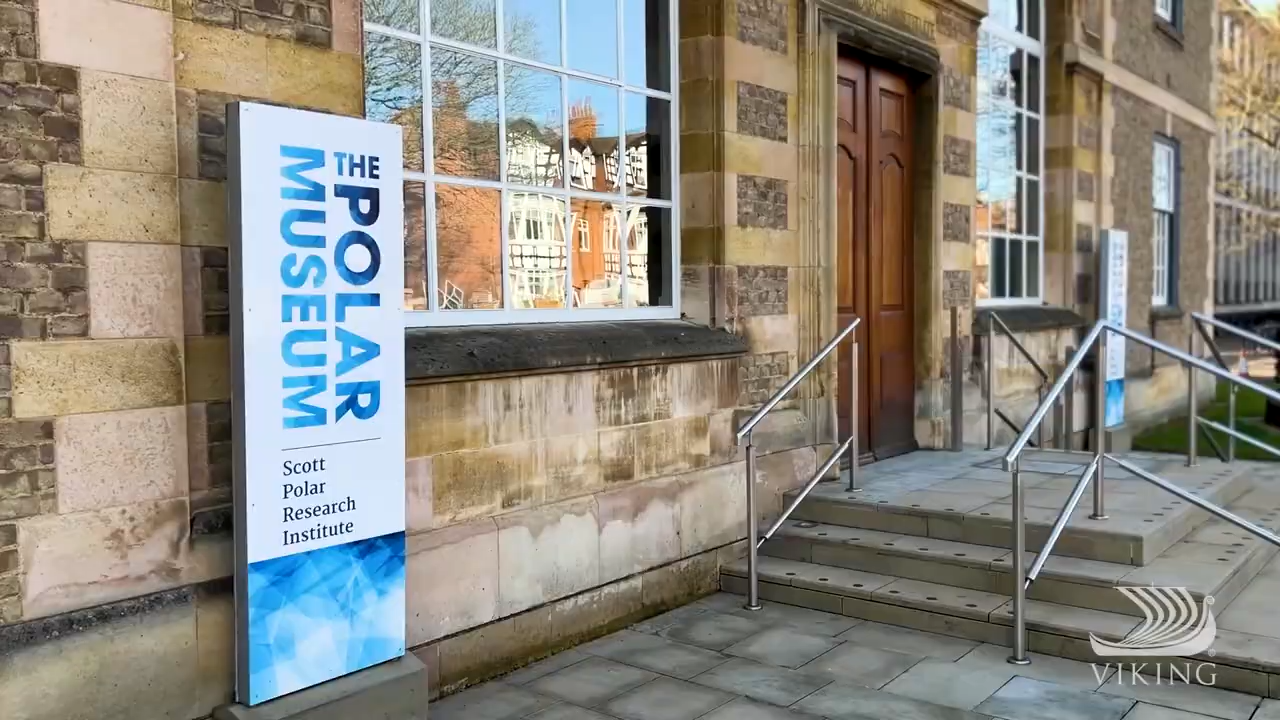 THE
POLAR
MUSEUM
Scott
Polar
Research
Institute
VIKING